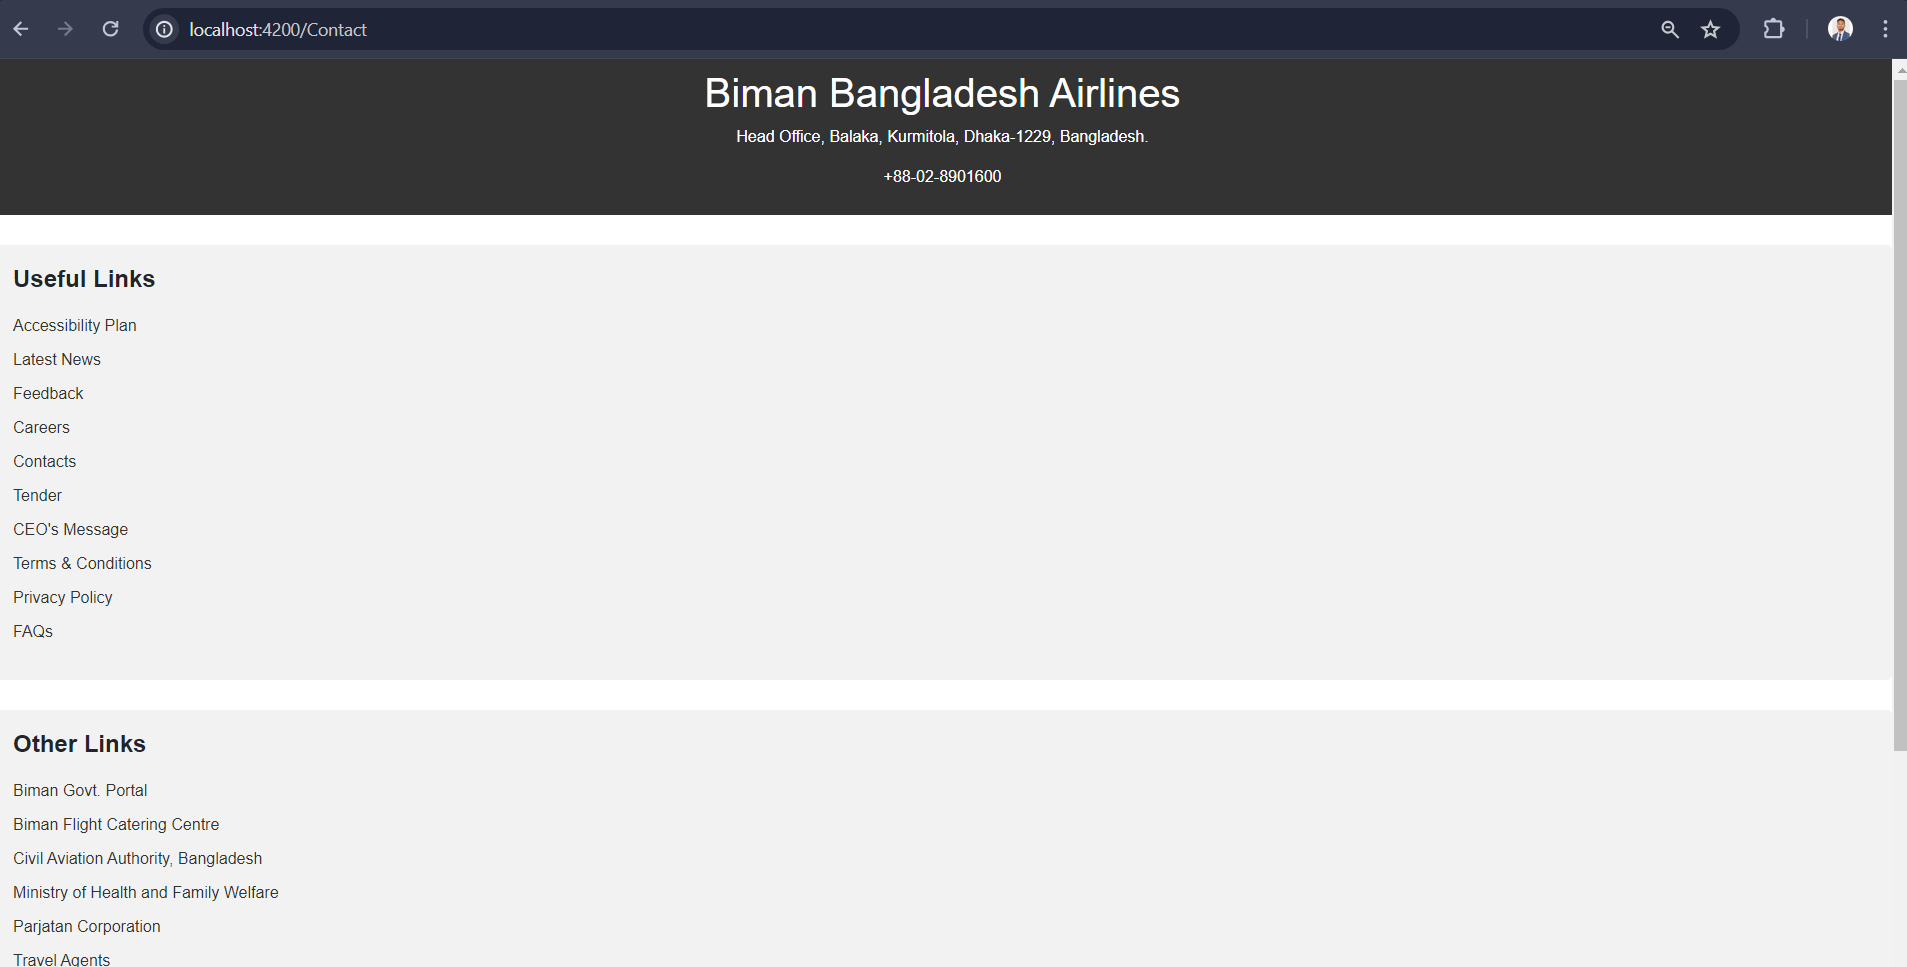 localhost:4200/Contact
Biman Bangladesh Airlines
Head Office, Balaka, Kurmitola, Dhaka-1229, Bangladesh.
+88-02-8901600
Useful Links
Accessibility Plan
Latest News
Feedback
Careers
Contacts
Tender
CEO's Message
Terms & Conditions
Privacy Policy
FAQs
Other Links
Biman Govt. Portal
Biman Flight Catering Centre
Civil Aviation Authority, Bangladesh
Ministry of Health and Family Welfare
Parjatan Corporation
Travel Agents